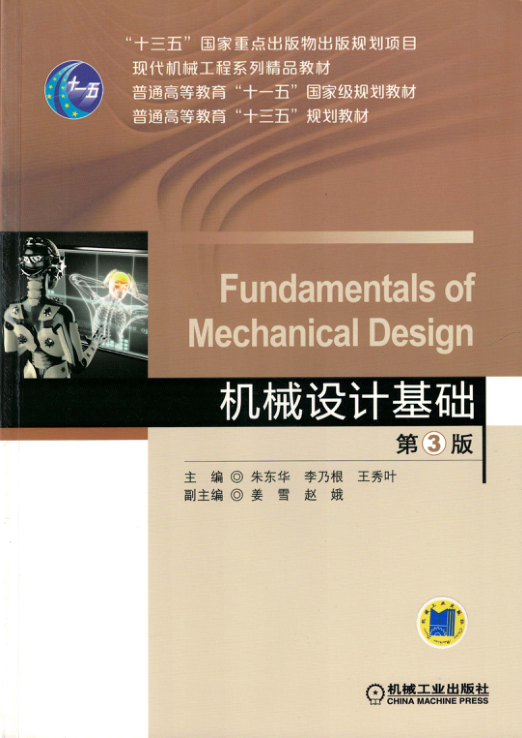 “十三五”国家重点出版物出版规划项目
现代机械工程系列精品教材
普通高等教育“十一五”国家级规划教材
普通高等教育“十三五”规划教材
十一五
Fundamentals of
Mechanical Design
机械设计基础
第3版
主 编◎朱东华 李乃根 王秀叶
副主编◎姜 雪 赵 娥
机械工业出版社
CHINA MACHINE PRESS